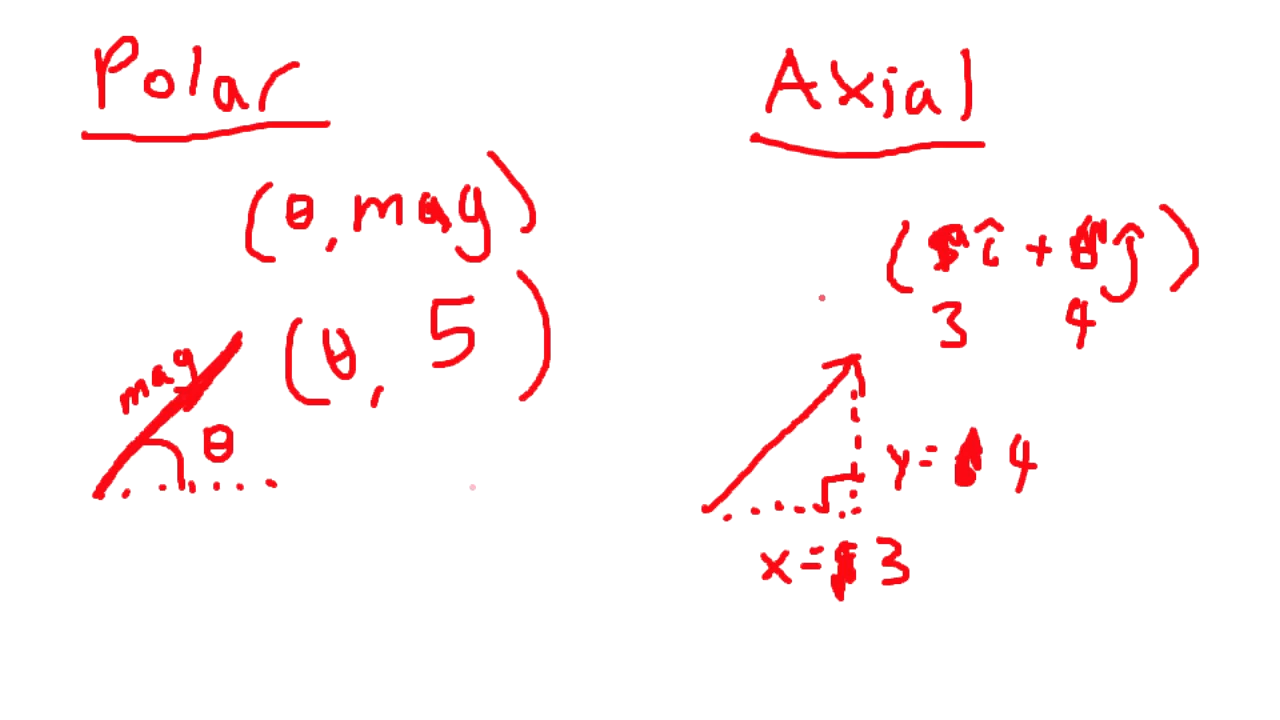 Polar
(θ, mag)
(θ, 5)
mag
θ
Axial
(î + ĵ)
3 4
y = 4
x = 3